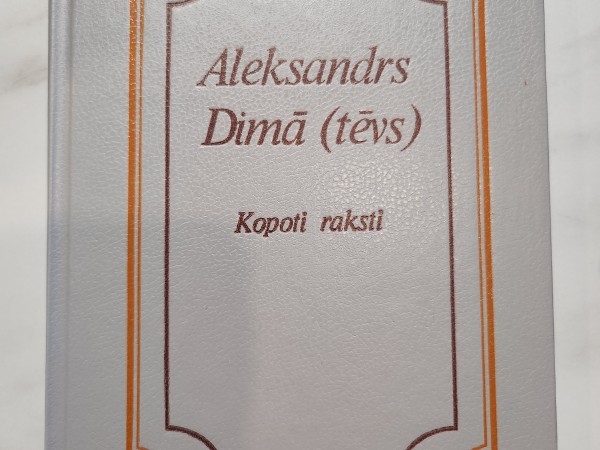 Aleksandrs
Dimā (tēvs)
Kopoti raksti